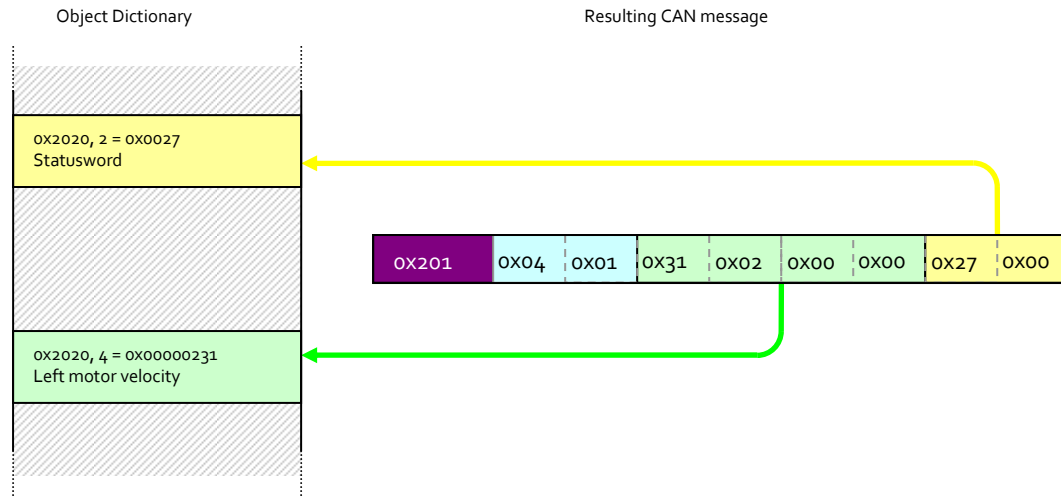 Object Dictionary
Resulting CAN message
0x2020, 2 = 0x0027
Statusword
0x201 0x04 0x01 0x31 0x02 0x00 0x00 0x27 0x00
0x2020, 4 = 0x00000231
Left motor velocity